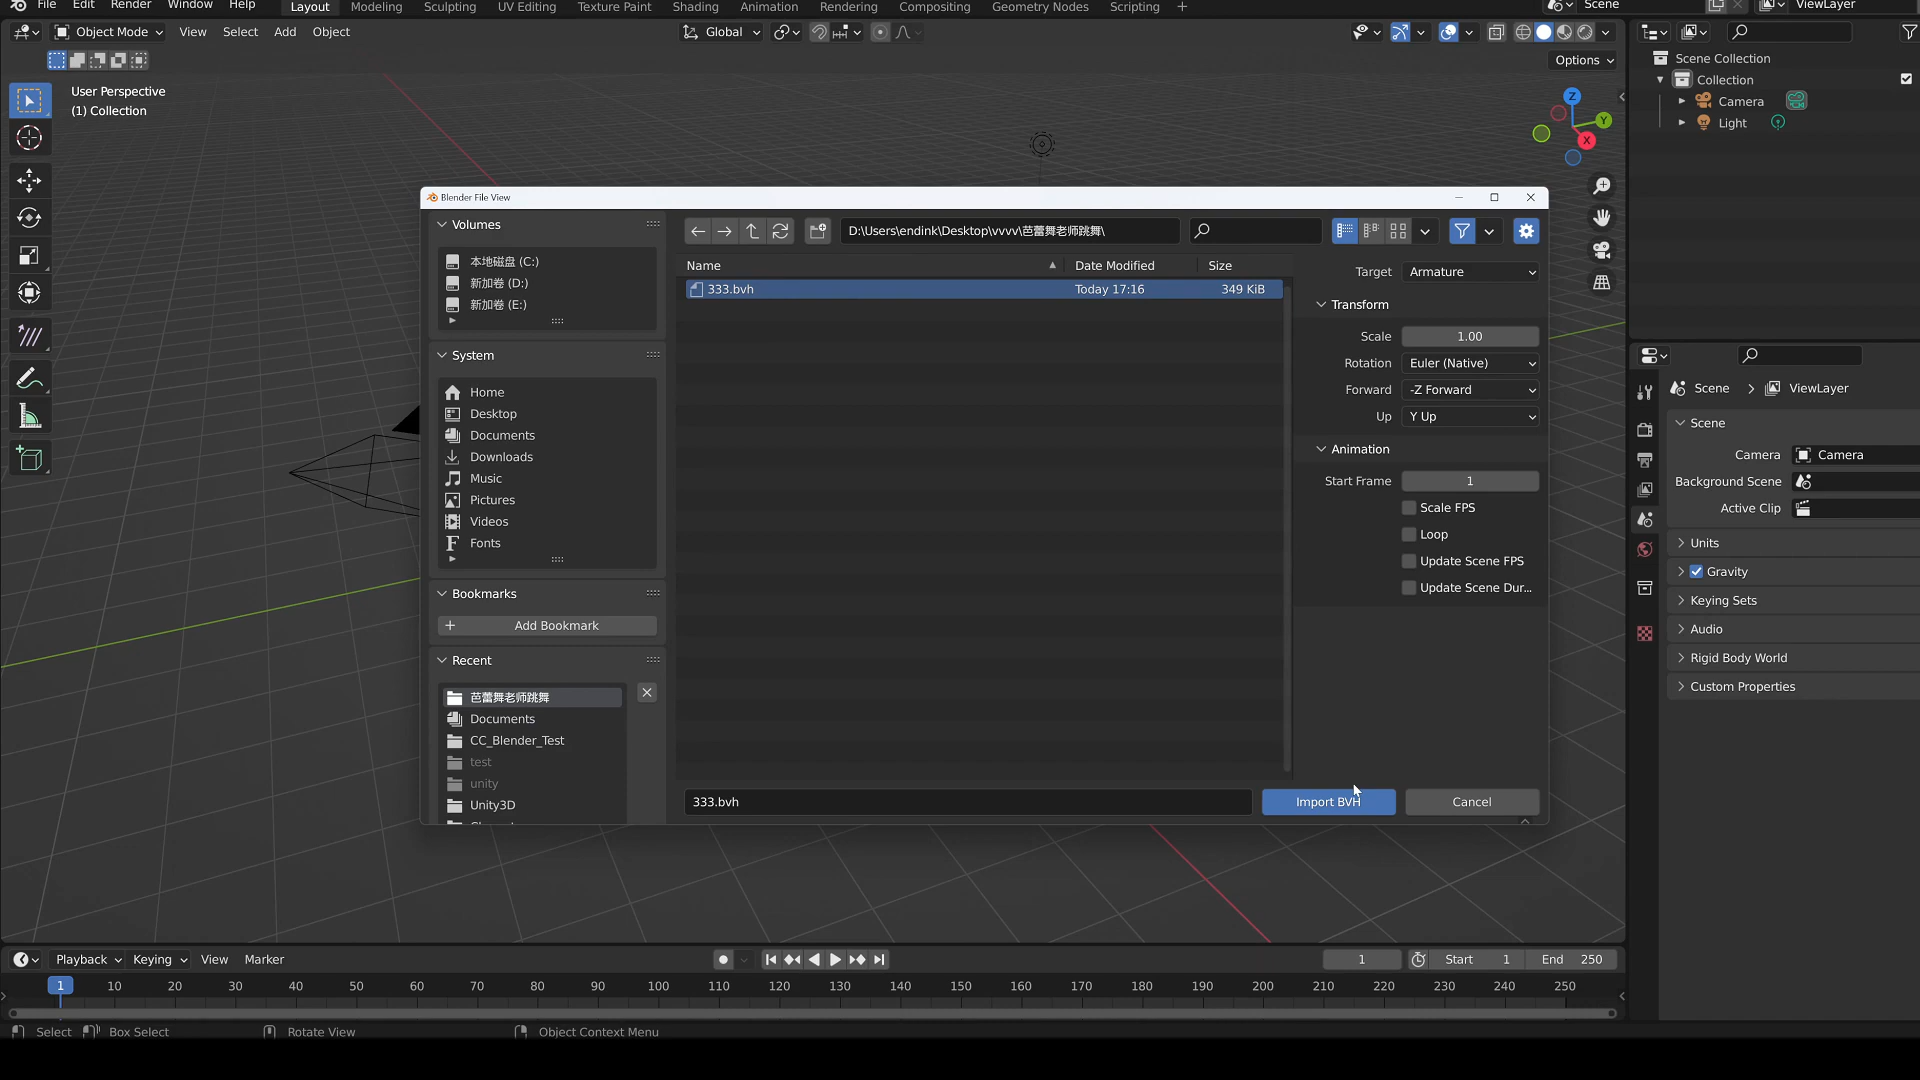 File Edit Render Window Help Layout Modeling Sculpting UV Editing Texture Paint Shading Animation Rendering Compositing Geometry Nodes Scripting + Scene ViewLayer
Object Mode View Select Add Object Global
Options
User Perspective
(1) Collection
Z
Y
X
Scene Collection
Collection
Camera
Light
Blender File View
Volumes
本地磁盘 (C:)
新加卷 (D:)
新加卷 (E:)
System
Home
Desktop
Documents
Downloads
Music
Pictures
Videos
Fonts
Bookmarks
Add Bookmark
Recent
芭蕾舞老师跳舞
Documents
CC_Blender_Test
test
unity
Unity3D
D:\Users\endink\Desktop\vvvv\芭蕾舞老师跳舞\
Name Date Modified Size
333.bvh Today 17:16 349 KiB
Target Armature
Transform
Scale 1.00
Rotation Euler (Native)
Forward -Z Forward
Up Y Up
Animation
Start Frame 1
Scale FPS
Loop
Update Scene FPS
Update Scene Dur...
333.bvh Import BVH Cancel
Scene > ViewLayer
Scene
Camera Camera
Background Scene
Active Clip
Units
Gravity
Keying Sets
Audio
Rigid Body World
Custom Properties
Playback Keying View Marker 1 Start 1 End 250
1 10 20 30 40 50 60 70 80 90 100 110 120 130 140 150 160 170 180 190 200 210 220 230 240 250
Select Box Select Rotate View Object Context Menu